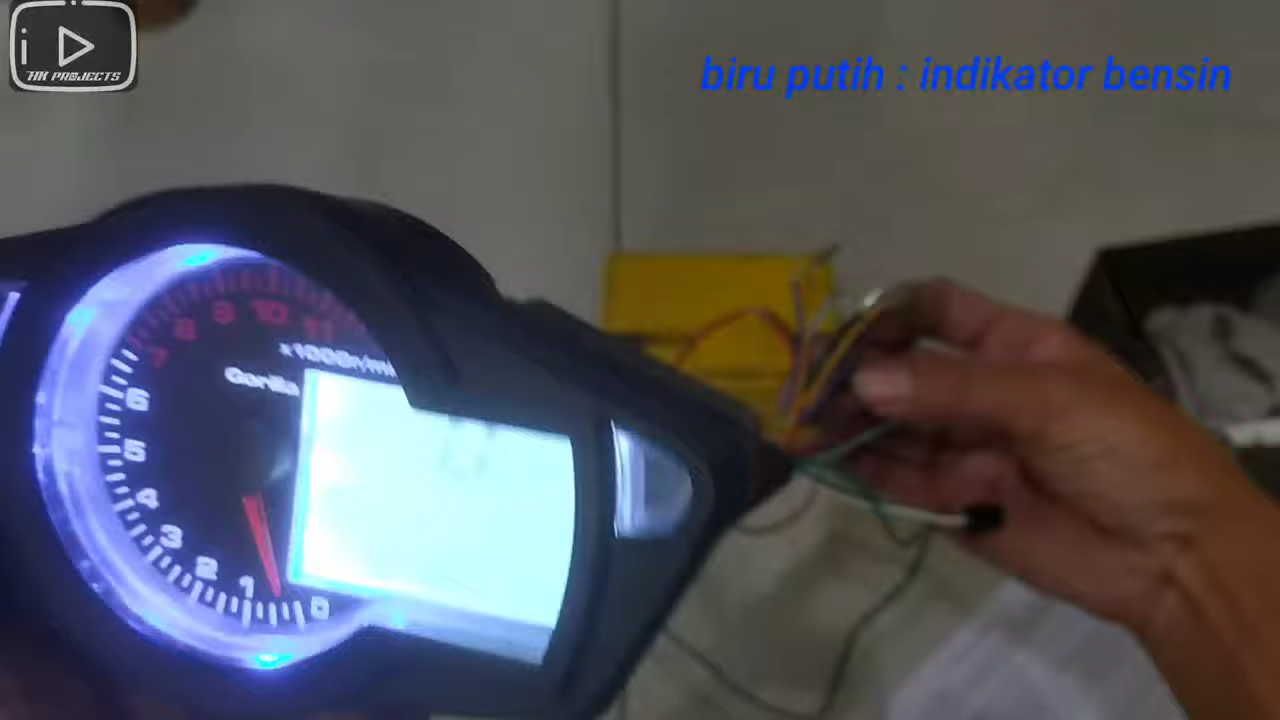 HK PROJECTS
biru putih : indikator bensin
8
9
10
11
x1000r/min
Gorilla
6
5
4
3
2
1
0